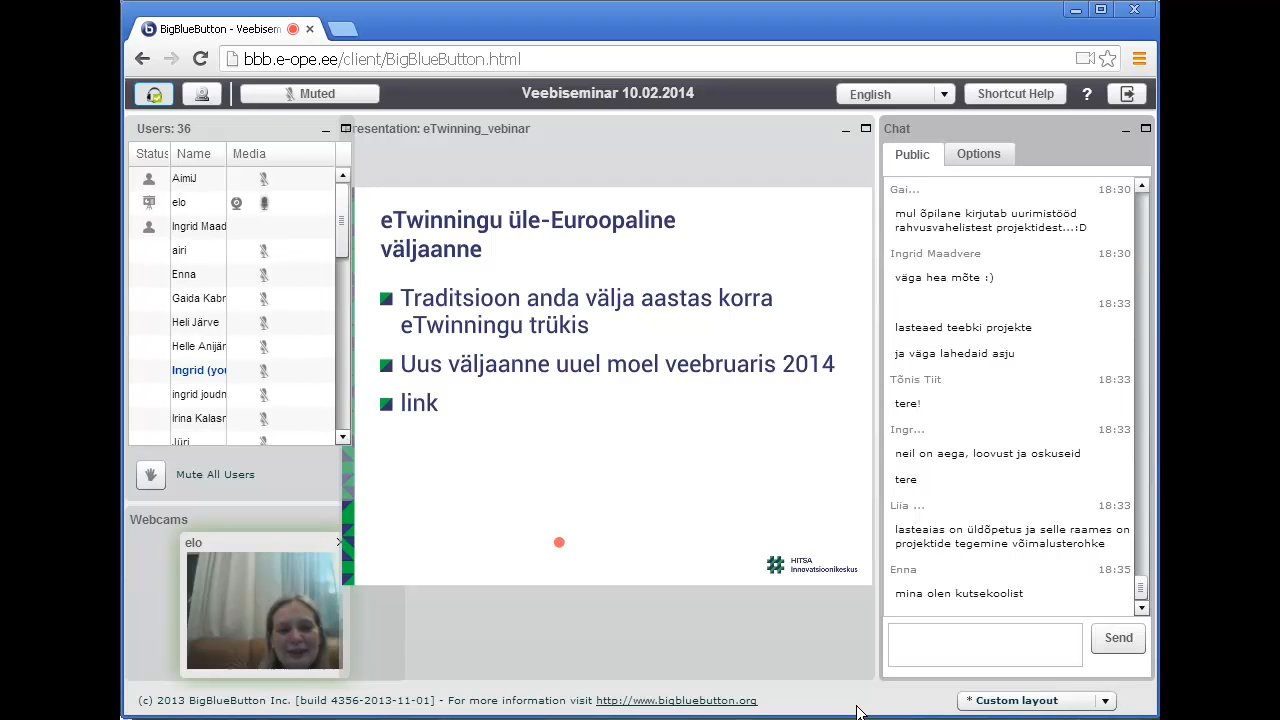 BigBlueButton - Veebisem
bbb.e-ope.ee/client/BigBlueButton.html
Muted
Veebiseminar 10.02.2014
English
Shortcut Help
?
Users: 36
Status Name Media
AimiJ
elo
Ingrid Maad
airi
Enna
Gaida Kabr
Heli Järve
Helle Anijär
Ingrid (you
ingrid joudn
Irina Kalasr
Jüri
Mute All Users
Webcams
elo
resentation: eTwinning_vebinar
eTwinningu üle-Euroopaline
väljaanne
Traditsioon anda välja aastas korra
eTwinningu trükis
Uus väljaanne uuel moel veebruaris 2014
link
HITSA
Innovatsioonikeskus
Chat
Public Options
Gai... 18:30
mul õpilane kirjutab uurimistööd
rahvusvahelistest projektidest...:D
Ingrid Maadvere 18:30
väga hea mõte :)
18:33
lasteaed teebki projekte
ja väga lahedaid asju
Tõnis Tiit 18:33
tere!
Ingr... 18:33
neil on aega, loovust ja oskuseid
tere
Liia ... 18:33
lasteaias on üldõpetus ja selle raames on
projektide tegemine võimalusterohke
Enna 18:35
mina olen kutsekoolist
Send
(c) 2013 BigBlueButton Inc. [build 4356-2013-11-01] - For more information visit http://www.bigbluebutton.org
* Custom layout